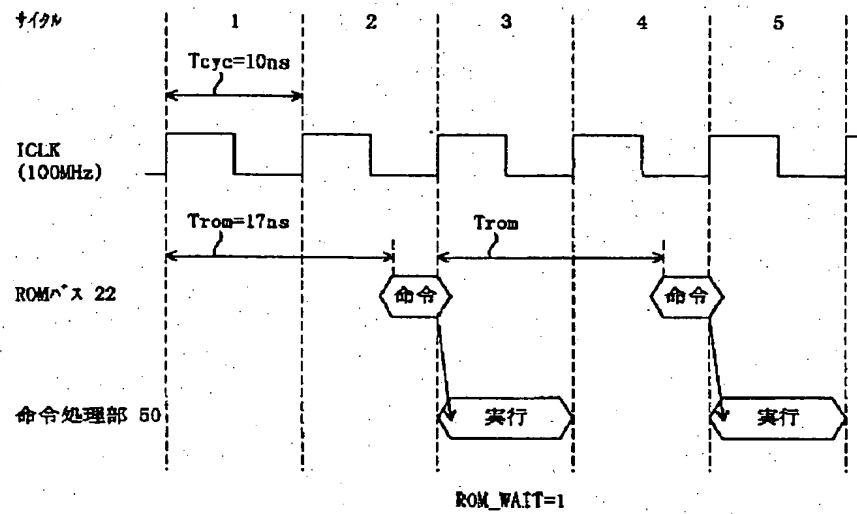 サイクル 1 2 3 4 5
Tcyc=10ns
ICLK
(100MHz)
Trom=17ns Trom
ROMバス 22 命令 命令
命令処理部 50 実行 実行
ROM_WAIT=1